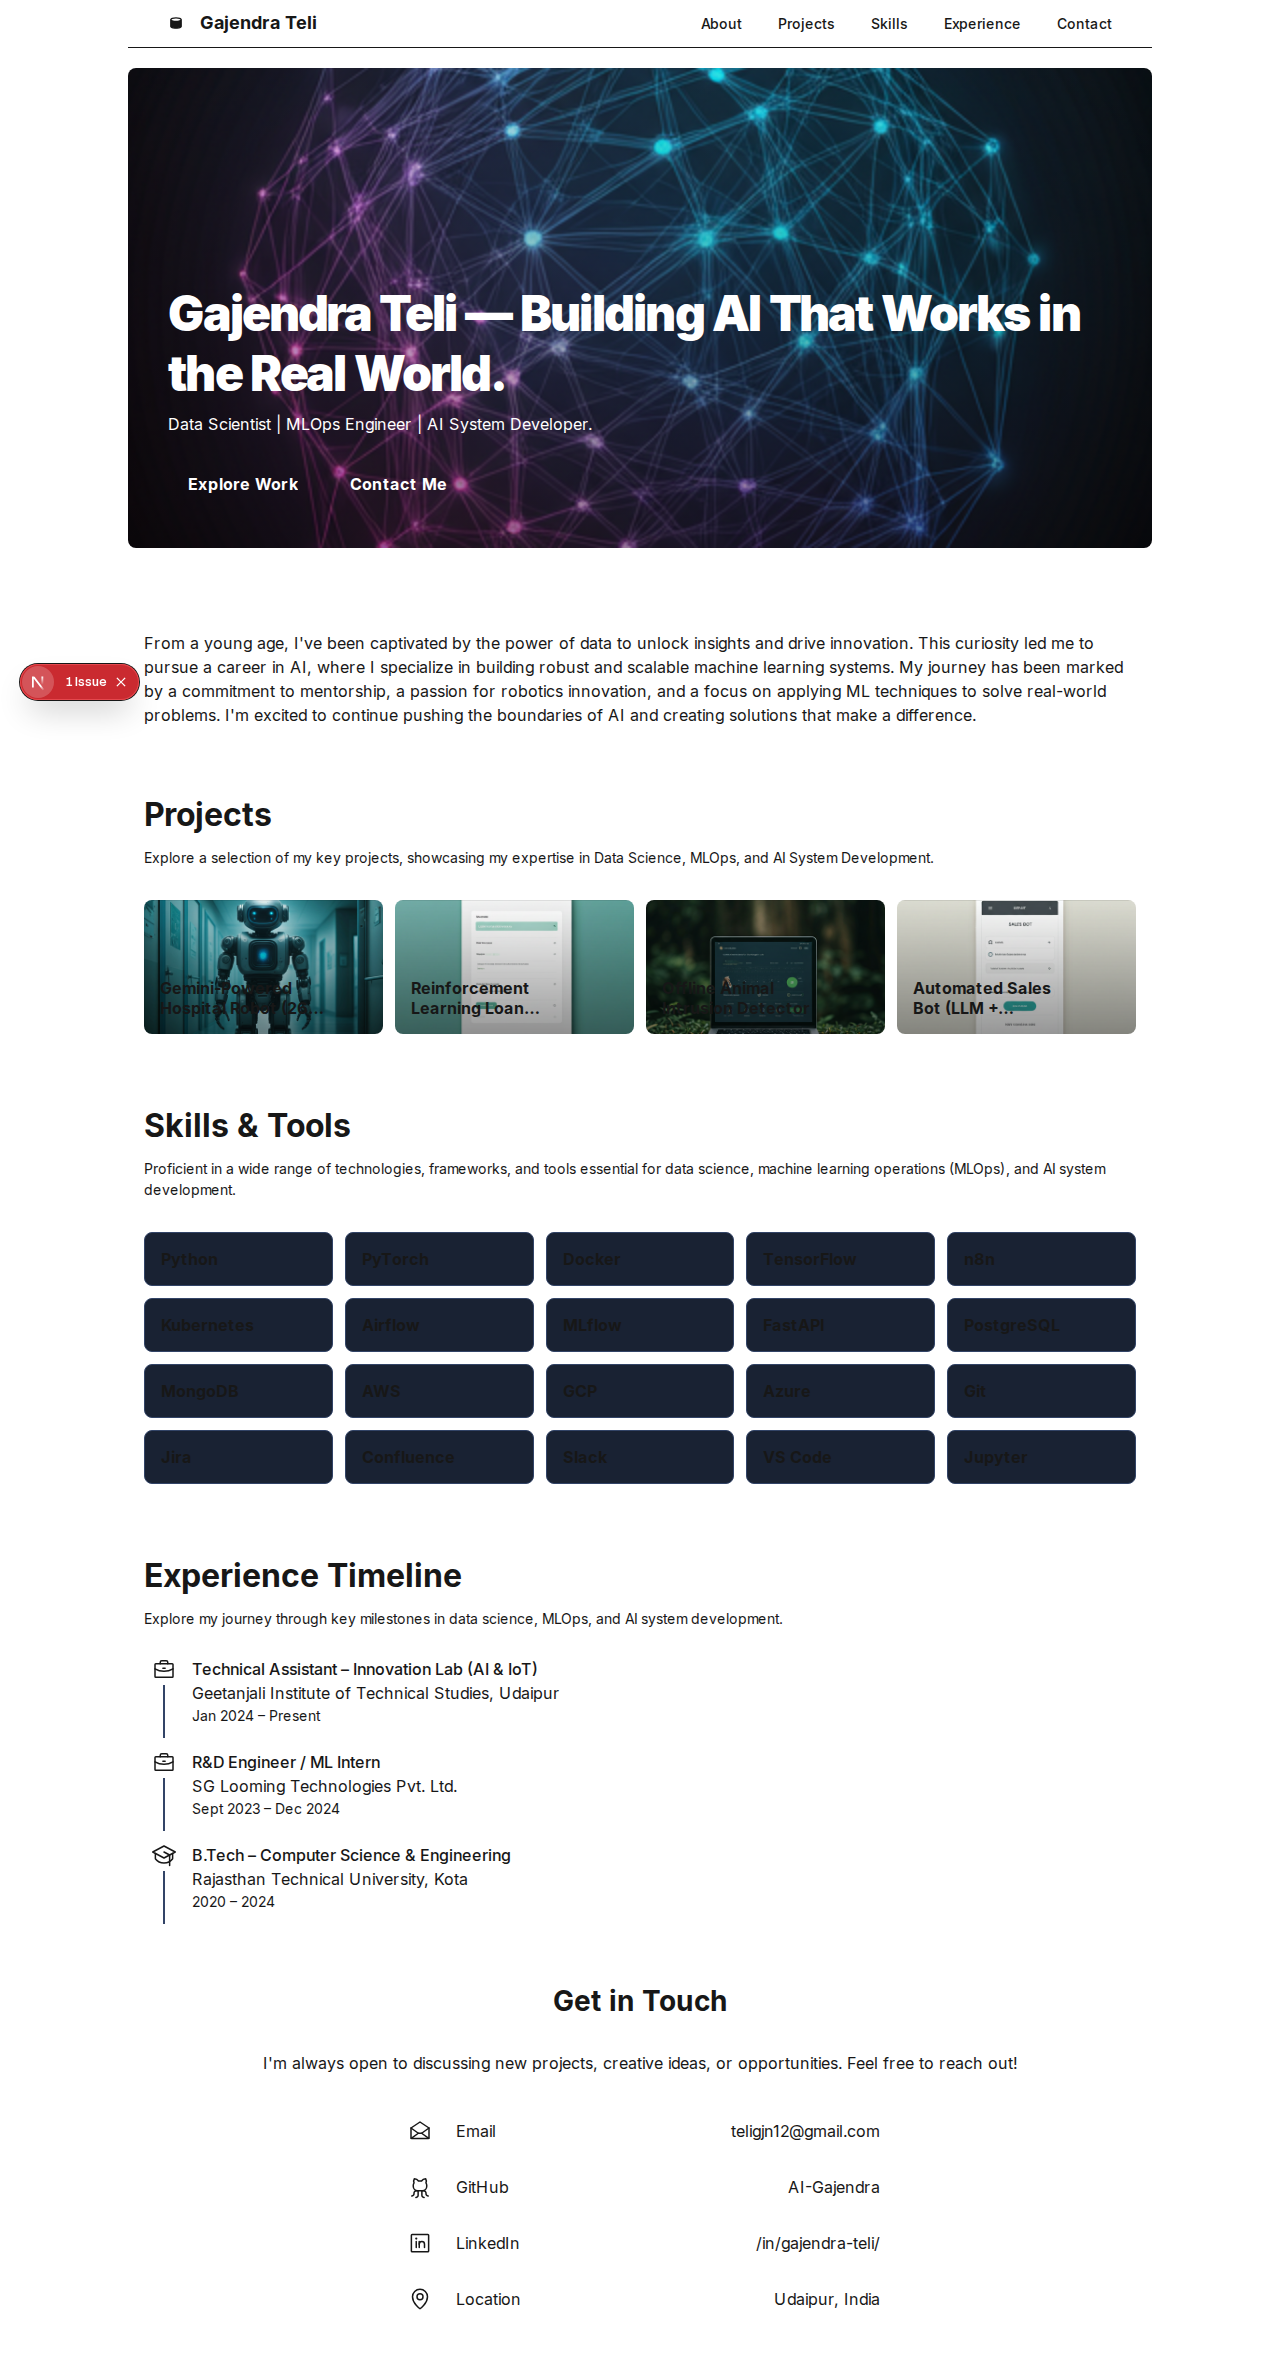 Gajendra Teli
About
Projects
Skills
Experience
Contact
Gajendra Teli — Building AI That Works in
the Real World.
Data Scientist | MLOps Engineer | AI System Developer.
Explore Work
Contact Me
From a young age, I've been captivated by the power of data to unlock insights and drive innovation. This curiosity led me to
pursue a career in AI, where I specialize in building robust and scalable machine learning systems. My journey has been marked
by a commitment to mentorship, a passion for robotics innovation, and a focus on applying ML techniques to solve real-world
problems. I'm excited to continue pushing the boundaries of AI and creating solutions that make a difference.
1 Issue
Projects
Explore a selection of my key projects, showcasing my expertise in Data Science, MLOps, and AI System Development.
Gemini-Powered
Hospital Robot (26...
Reinforcement
Learning Loan...
Animal
Detector
SALES BOT
Automated Sales
Bot (LLM +...
Skills & Tools
Proficient in a wide range of technologies, frameworks, and tools essential for data science, machine learning operations (MLOps), and AI system
development.
Python
PyTorch
Docker
TensorFlow
n8n
Kubernetes
Airflow
MLflow
FastAPI
PostgreSQL
MongoDB
AWS
GCP
Azure
Git
Jira
Confluence
Slack
VS Code
Jupyter
Experience Timeline
Explore my journey through key milestones in data science, MLOps, and AI system development.
Technical Assistant – Innovation Lab (AI & IoT)
Geetanjali Institute of Technical Studies, Udaipur
Jan 2024 – Present
R&D Engineer / ML Intern
SG Looming Technologies Pvt. Ltd.
Sept 2023 – Dec 2024
B.Tech – Computer Science & Engineering
Rajasthan Technical University, Kota
2020 – 2024
Get in Touch
I'm always open to discussing new projects, creative ideas, or opportunities. Feel free to reach out!
Email
teligjn12@gmail.com
GitHub
AI-Gajendra
LinkedIn
/in/gajendra-teli/
Location
Udaipur, India